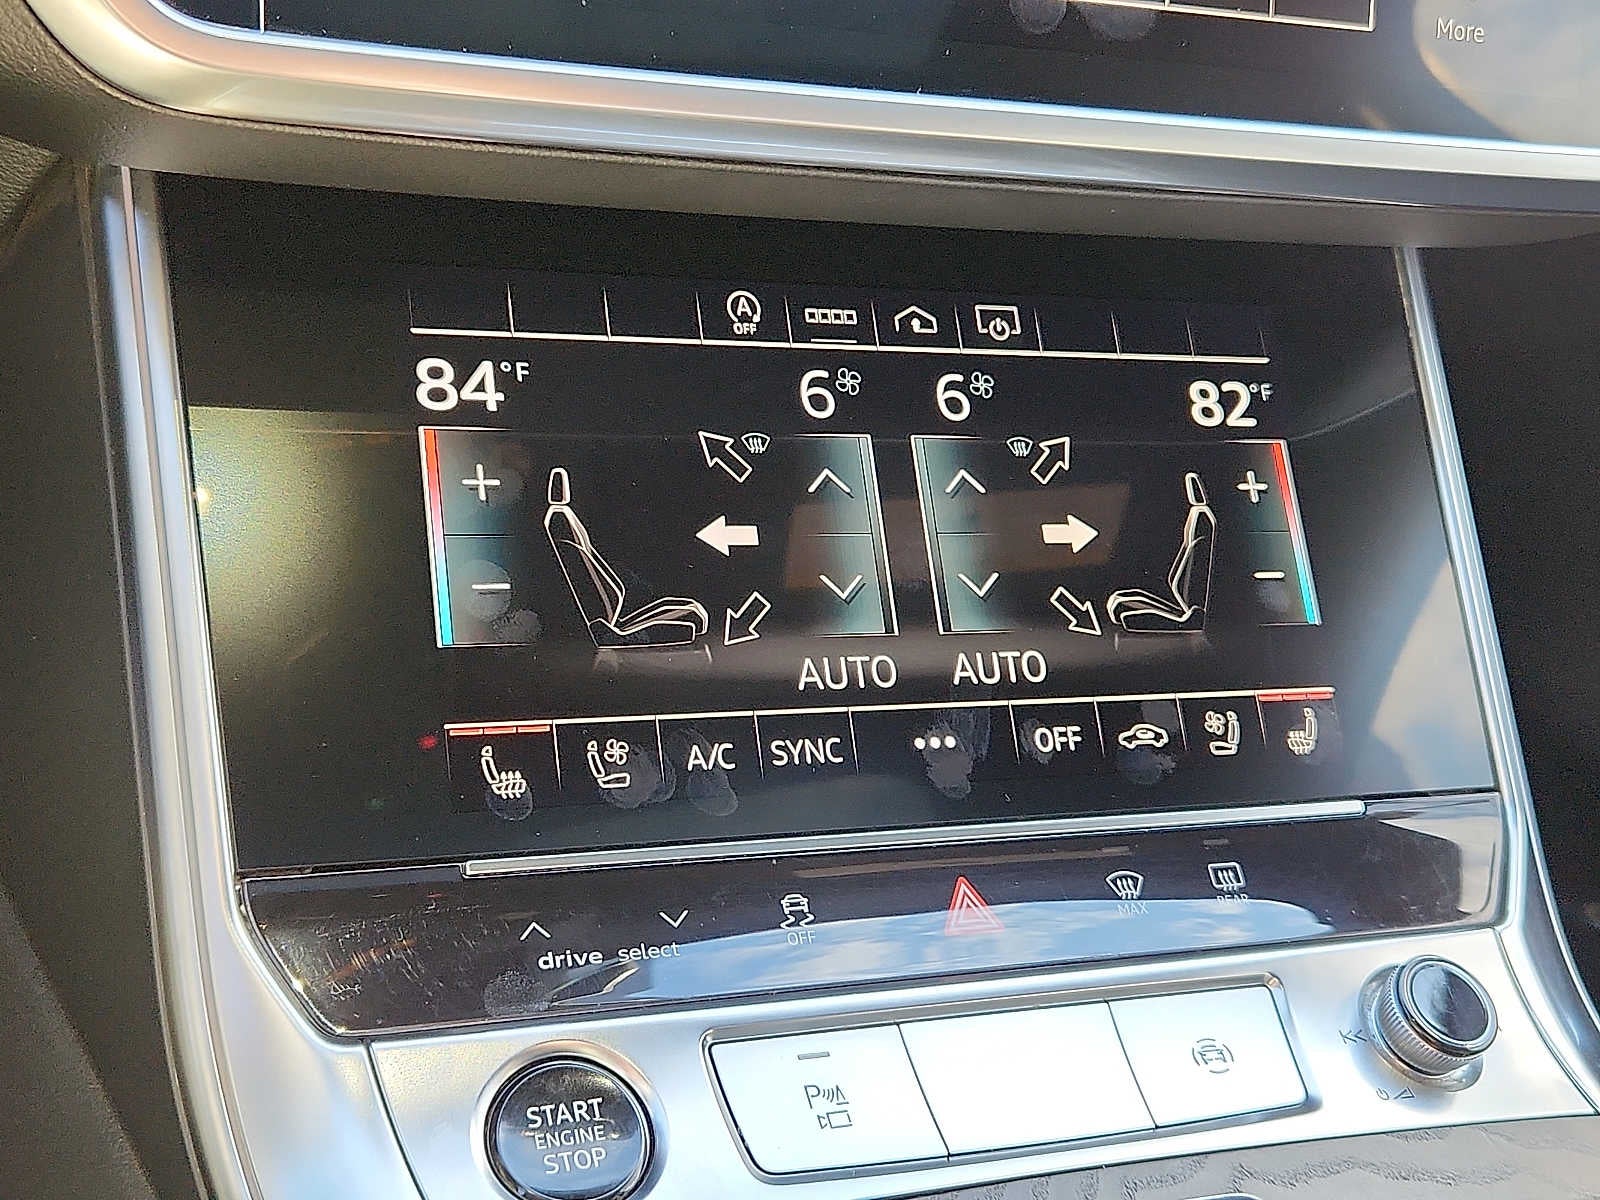 More
A
OFF
84°F 6 6 82°F
+ +
- -
AUTO AUTO
A/C SYNC ... OFF
drive select OFF MAX REAR
P
START
ENGINE
STOP